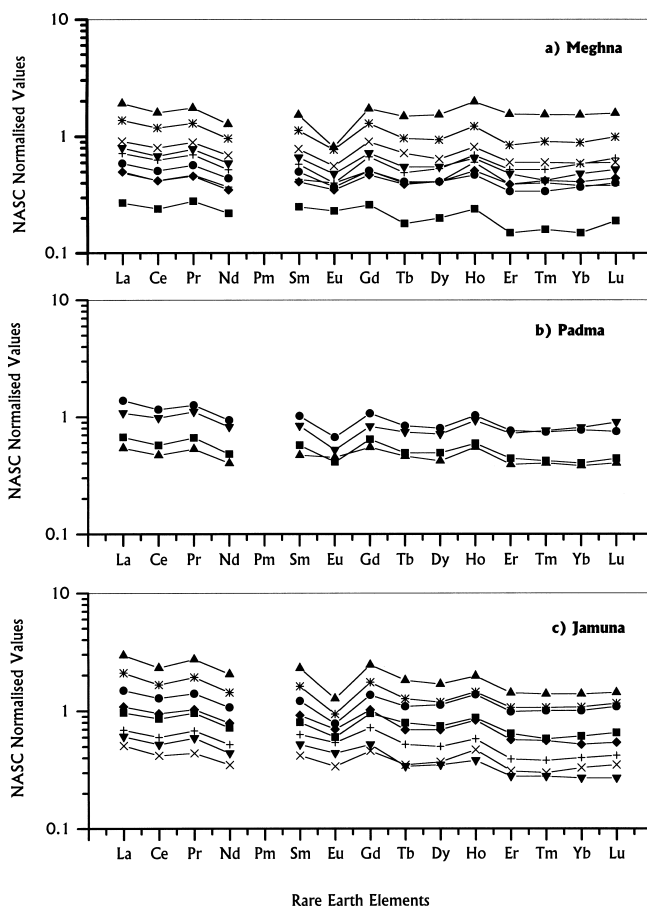 10
a) Meghna
NASC Normalised Values
1
0.1
La Ce Pr Nd Pm Sm Eu Gd Tb Dy Ho Er Tm Yb Lu
10
b) Padma
NASC Normalised Values
1
0.1
La Ce Pr Nd Pm Sm Eu Gd Tb Dy Ho Er Tm Yb Lu
10
c) Jamuna
NASC Normalised Values
1
0.1
La Ce Pr Nd Pm Sm Eu Gd Tb Dy Ho Er Tm Yb Lu
Rare Earth Elements